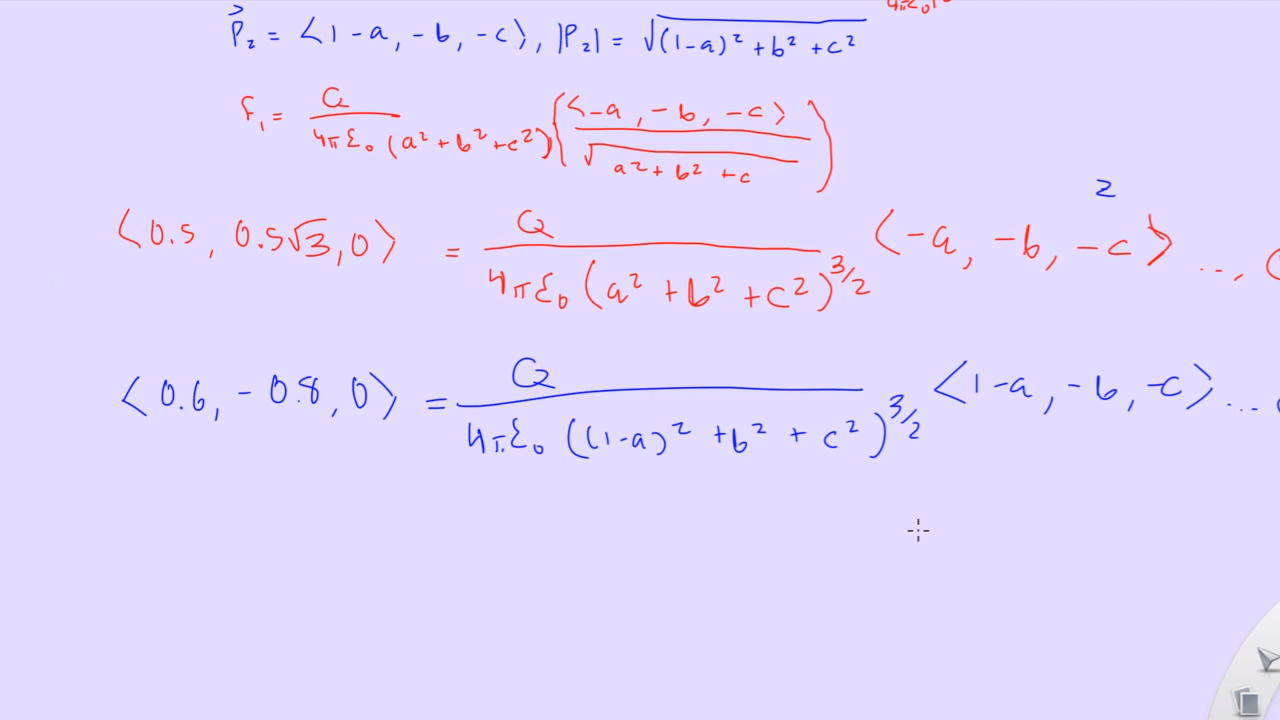 P⃗₂ = ⟨1-a, -b, -c⟩, |P₂| = √((1-a)² + b² + c²)
F₁ = Q / 4πε₀ (a² + b² + c²) (⟨-a, -b, -c⟩ / √(a² + b² + c))
z
⟨0.5, 0.5√3, 0⟩ = Q / 4πε₀ (a² + b² + c²)^(3/2) ⟨-a, -b, -c⟩ ...,
⟨0.6, -0.8, 0⟩ = Q / 4πε₀ ((1-a)² + b² + c²)^(3/2) ⟨1-a, -b, -c⟩ ...